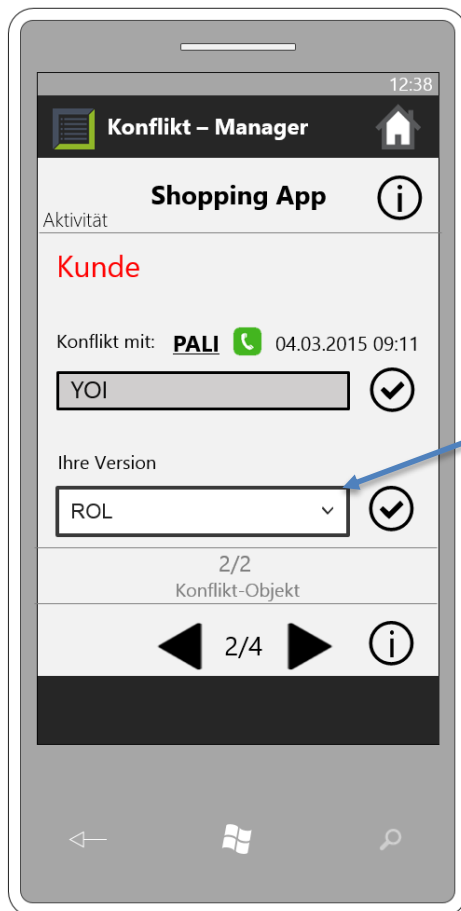 12:38
Konflikt – Manager
Shopping App
Aktivität
Kunde
Konflikt mit: PALI 04.03.2015 09:11
YOI
Ihre Version
ROL
2/2
Konflikt-Objekt
2/4